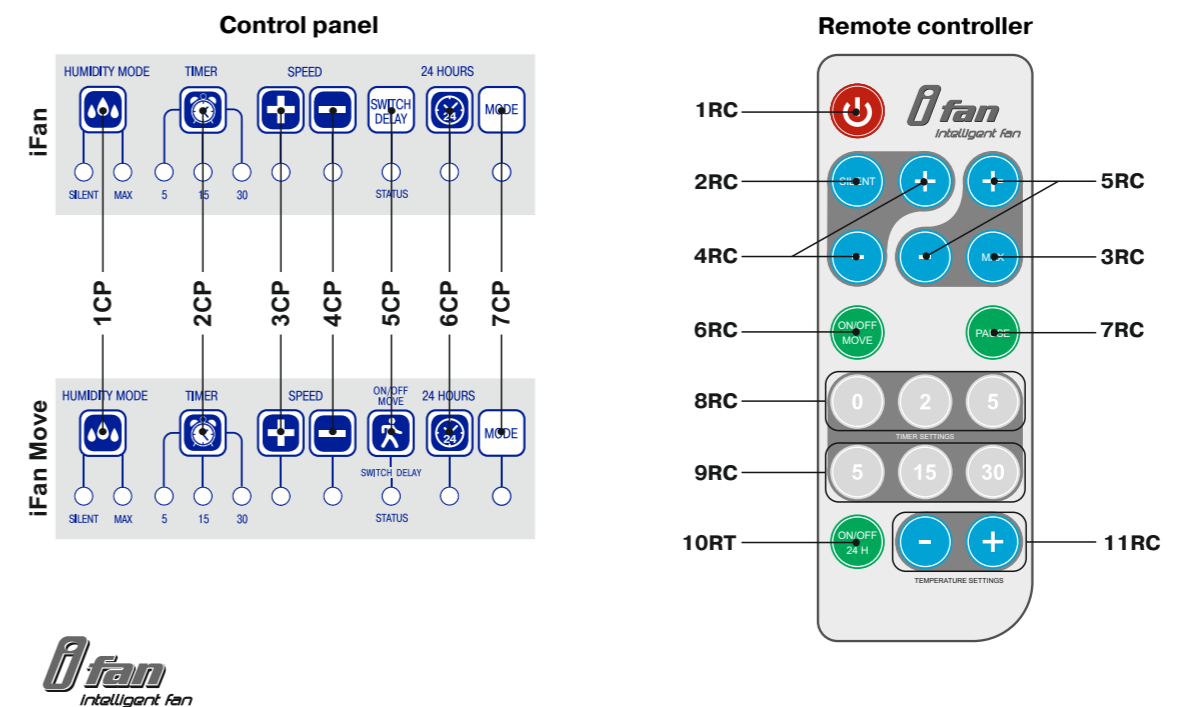 Control panel
iFan
HUMIDITY MODE TIMER SPEED 24 HOURS
SWITCH DELAY 24 MODE
SILENT MAX 5 15 30 STATUS
1CP 2CP 3CP 4CP 5CP 6CP 7CP
iFan Move
HUMIDITY MODE TIMER SPEED ON/OFF MOVE 24 HOURS
24 MODE
SWITCH DELAY
SILENT MAX 5 15 30 STATUS
Remote controller
1RC
ifan
intelligent fan
2RC SILENT + + 5RC
4RC - - MAX 3RC
6RC ON/OFF MOVE PAUSE 7RC
8RC 0 2 5
TIMER SETTINGS
9RC 5 15 30
10RT ON/OFF 24 H - + 11RC
TEMPERATURE SETTINGS
ifan
intelligent fan